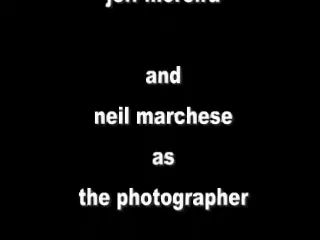 and
neil marchese
as
the photographer